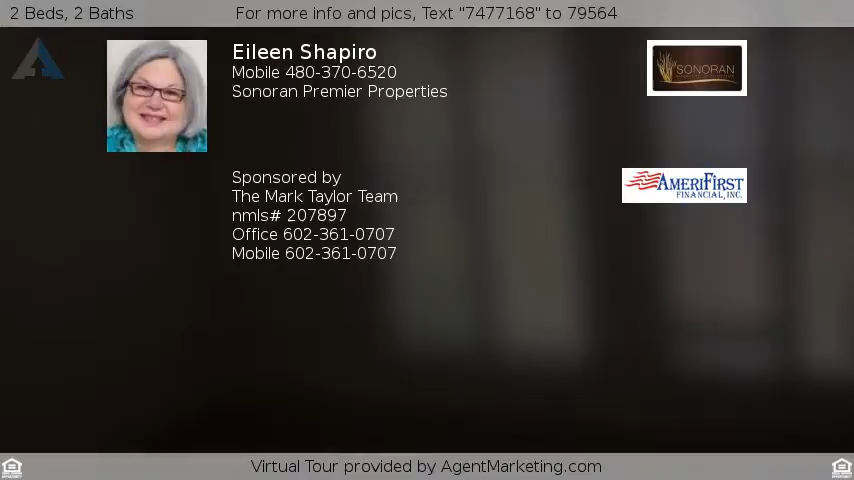 2 Beds, 2 Baths For more info and pics, Text "7477168" to 79564
Eileen Shapiro
Mobile 480-370-6520
Sonoran Premier Properties
SONORAN
Sponsored by
The Mark Taylor Team
nmls# 207897
Office 602-361-0707
Mobile 602-361-0707
AMERIFIRST
FINANCIAL, INC.
Virtual Tour provided by AgentMarketing.com